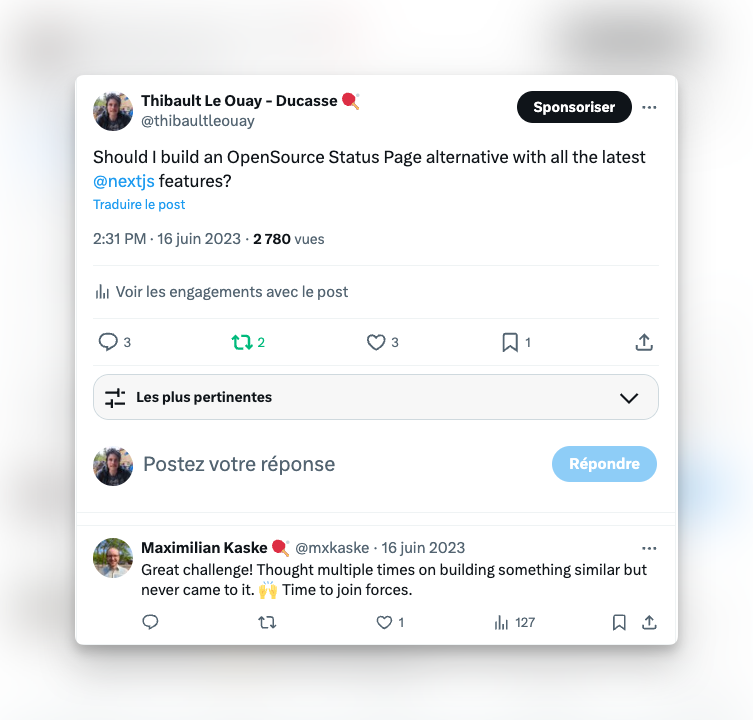 Thibault Le Ouay - Ducasse 🏓
@thibaultleouay
Sponsoriser
Should I build an OpenSource Status Page alternative with all the latest
@nextjs features?
Traduire le post
2:31 PM · 16 juin 2023 · 2 780 vues
Voir les engagements avec le post
3 2 3 1
Les plus pertinentes
Postez votre réponse
Répondre
Maximilian Kaske 🏓 @mxkaske · 16 juin 2023
Great challenge! Thought multiple times on building something similar but
never came to it. 🙌 Time to join forces.
1 127